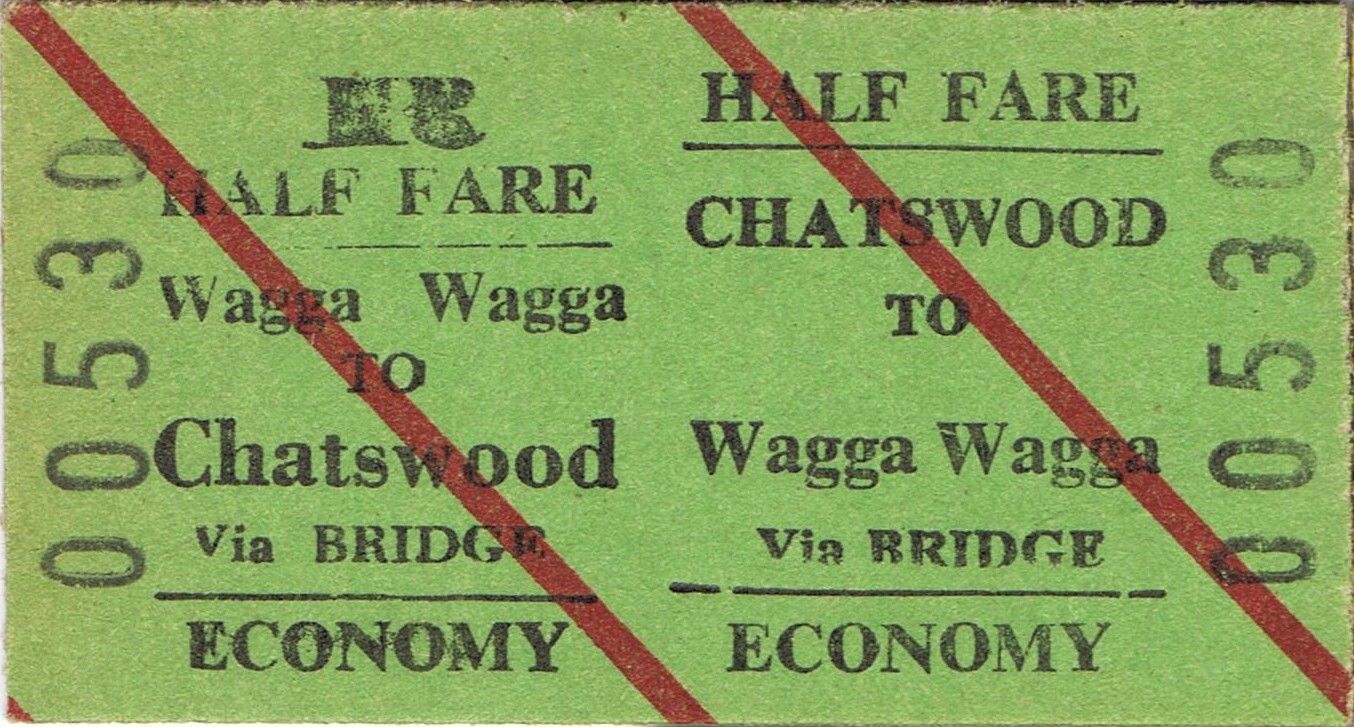 00530
HR
HALF FARE
Wagga Wagga
TO
Chatswood
Via BRIDGE
ECONOMY
HALF FARE
CHATSWOOD
TO
Wagga Wagga
Via BRIDGE
ECONOMY
00530